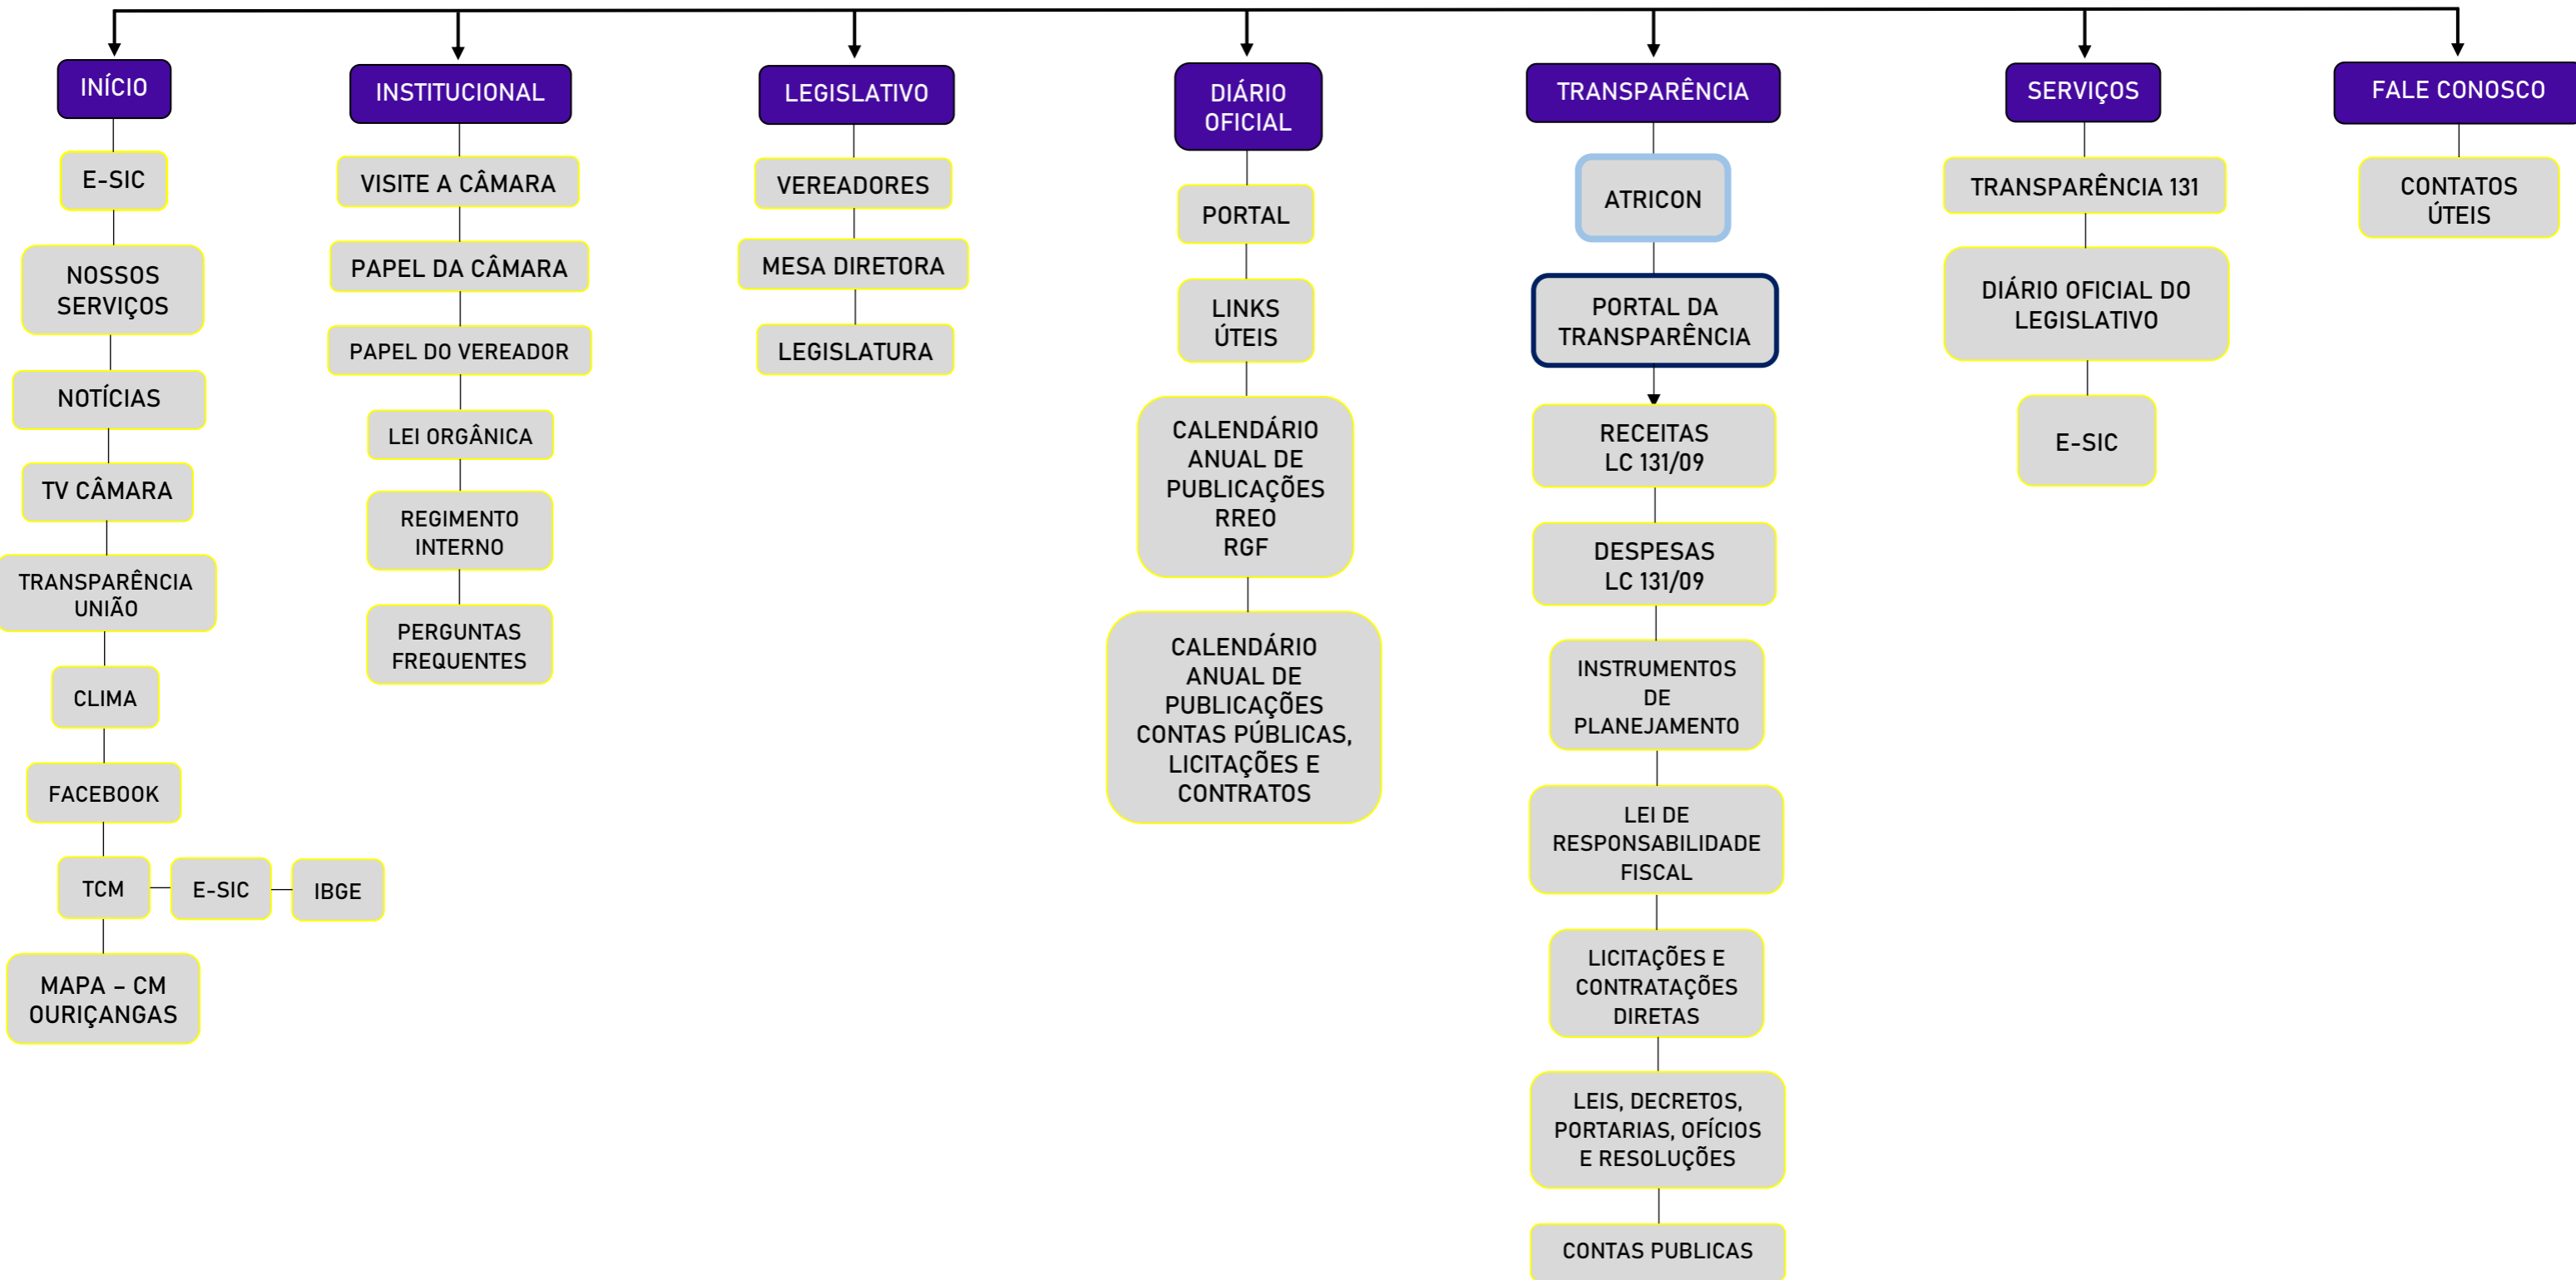 INÍCIO
E-SIC
NOSSOS
SERVIÇOS
NOTÍCIAS
TV CÂMARA
TRANSPARÊNCIA
UNIÃO
CLIMA
FACEBOOK
TCM
E-SIC
IBGE
MAPA – CM
OURIÇANGAS
INSTITUCIONAL
VISITE A CÂMARA
PAPEL DA CÂMARA
PAPEL DO VEREADOR
LEI ORGÂNICA
REGIMENTO
INTERNO
PERGUNTAS
FREQUENTES
LEGISLATIVO
VEREADORES
MESA DIRETORA
LEGISLATURA
DIÁRIO
OFICIAL
PORTAL
LINKS
ÚTEIS
CALENDÁRIO
ANUAL DE
PUBLICAÇÕES
RREO
RGF
CALENDÁRIO
ANUAL DE
PUBLICAÇÕES
CONTAS PÚBLICAS,
LICITAÇÕES E
CONTRATOS
TRANSPARÊNCIA
ATRICON
PORTAL DA
TRANSPARÊNCIA
RECEITAS
LC 131/09
DESPESAS
LC 131/09
INSTRUMENTOS
DE
PLANEJAMENTO
LEI DE
RESPONSABILIDADE
FISCAL
LICITAÇÕES E
CONTRATAÇÕES
DIRETAS
LEIS, DECRETOS,
PORTARIAS, OFÍCIOS
E RESOLUÇÕES
CONTAS PUBLICAS
SERVIÇOS
TRANSPARÊNCIA 131
DIÁRIO OFICIAL DO
LEGISLATIVO
E-SIC
FALE CONOSCO
CONTATOS
ÚTEIS